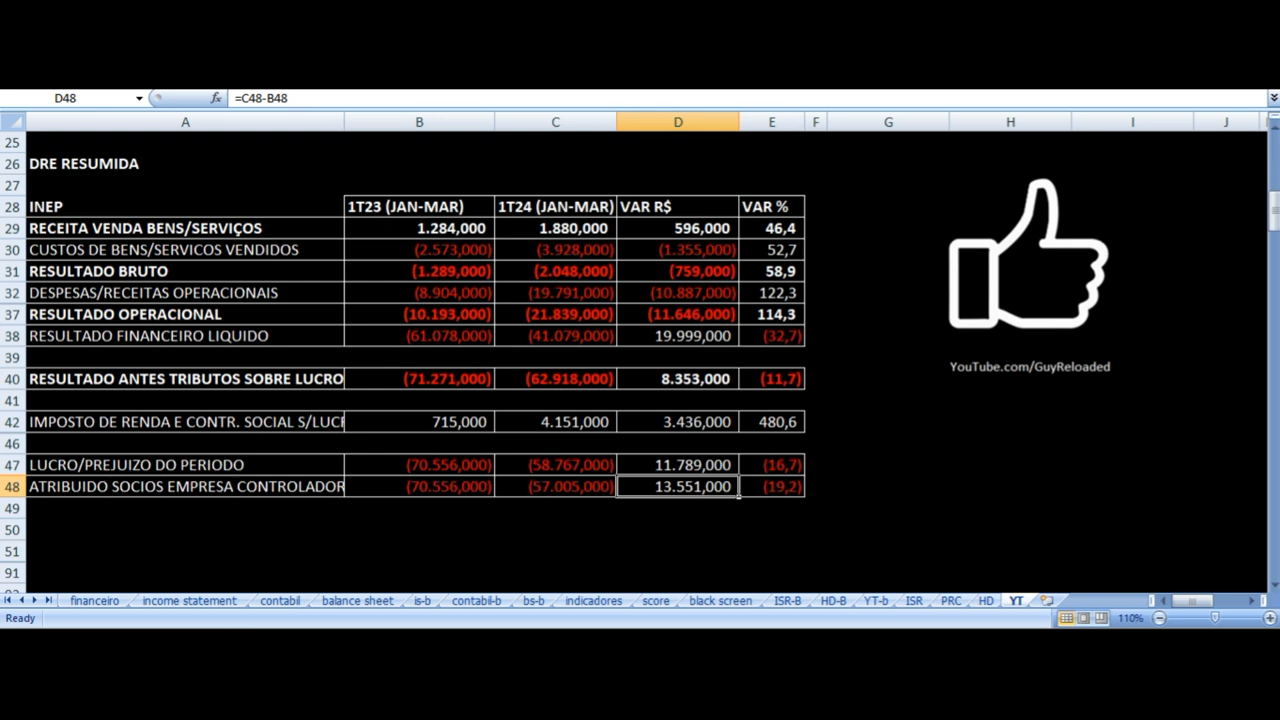 D48 fx =C48-B48
A B C D E F G H I J
25
26 DRE RESUMIDA
27
28 INEP 1T23 (JAN-MAR) 1T24 (JAN-MAR) VAR R$ VAR %
29 RECEITA VENDA BENS/SERVIÇOS 1.284,000 1.880,000 596,000 46,4
30 CUSTOS DE BENS/SERVICOS VENDIDOS (2.573,000) (3.928,000) (1.355,000) 52,7
31 RESULTADO BRUTO (1.289,000) (2.048,000) (759,000) 58,9
32 DESPESAS/RECEITAS OPERACIONAIS (8.904,000) (19.791,000) (10.887,000) 122,3
37 RESULTADO OPERACIONAL (10.193,000) (21.839,000) (11.646,000) 114,3
38 RESULTADO FINANCEIRO LIQUIDO (61.078,000) (41.079,000) 19.999,000 (32,7)
39
40 RESULTADO ANTES TRIBUTOS SOBRE LUCRO (71.271,000) (62.918,000) 8.353,000 (11,7)
41
42 IMPOSTO DE RENDA E CONTR. SOCIAL S/LUCR 715,000 4.151,000 3.436,000 480,6
46
47 LUCRO/PREJUIZO DO PERIODO (70.556,000) (58.767,000) 11.789,000 (16,7)
48 ATRIBUIDO SOCIOS EMPRESA CONTROLADOR (70.556,000) (57.005,000) 13.551,000 (19,2)
49
50
51
91
YouTube.com/GuyReloaded
financeiro income statement contabil balance sheet is-b contabil-b bs-b indicadores score black screen ISR-B HD-B YT-b ISR PRC HD YT
Ready 110%